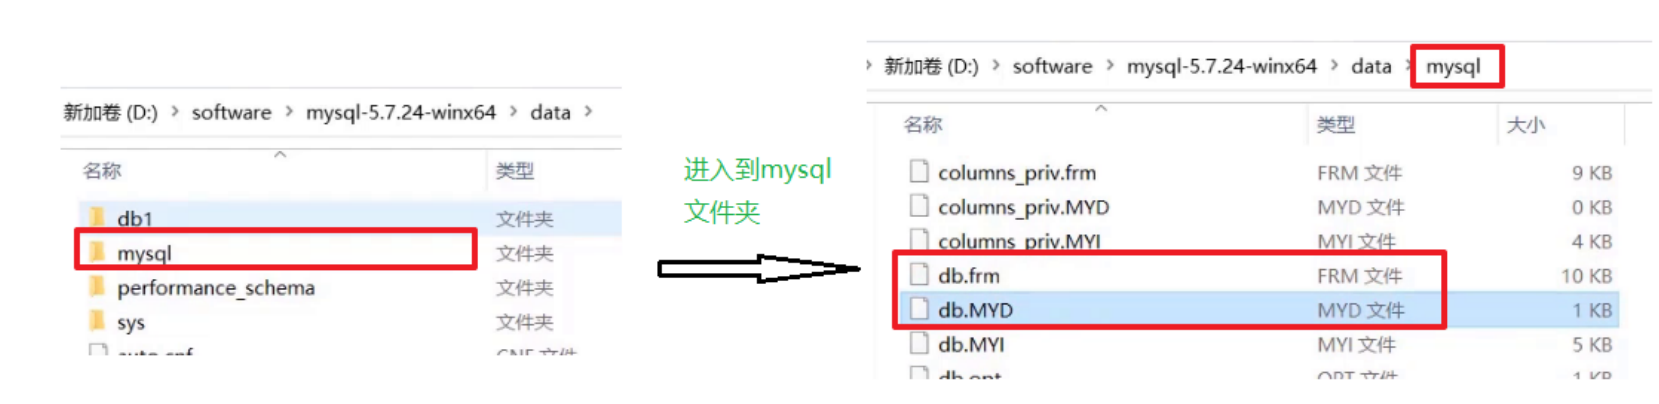 新加卷 (D:) > software > mysql-5.7.24-winx64 > data >
名称 类型
db1 文件夹
mysql 文件夹
performance_schema 文件夹
sys 文件夹
进入到mysql
文件夹
> 新加卷 (D:) > software > mysql-5.7.24-winx64 > data > mysql
名称 类型 大小
columns_priv.frm FRM 文件 9 KB
columns_priv.MYD MYD 文件 0 KB
columns_priv.MYI MYI 文件 4 KB
db.frm FRM 文件 10 KB
db.MYD MYD 文件 1 KB
db.MYI MYI 文件 5 KB
db.opt OPT 文件 1 KB